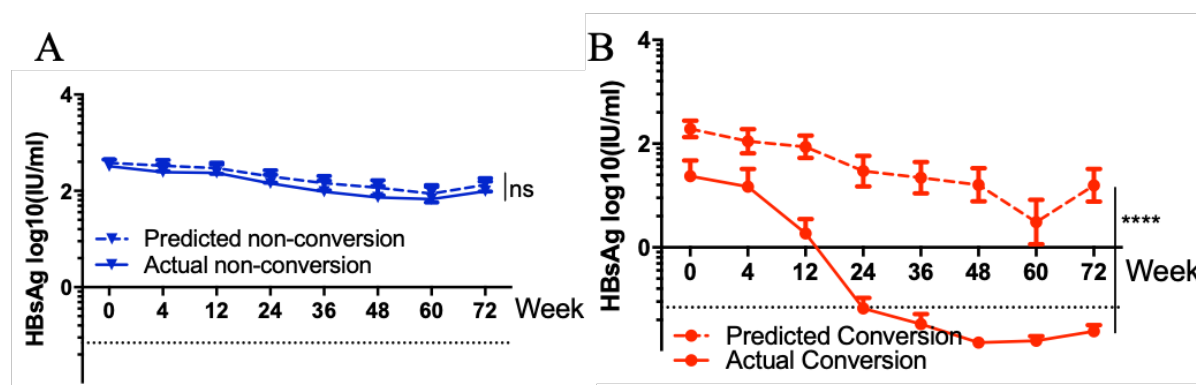 A
4
2
0
HBsAg log10(IU/ml)
ns
Predicted non-conversion
Actual non-conversion
0 4 12 24 36 48 60 72 Week
B
4
2
0
HBsAg log10(IU/ml)
****
0 4 12 24 36 48 60 72 Week
Predicted Conversion
Actual Conversion